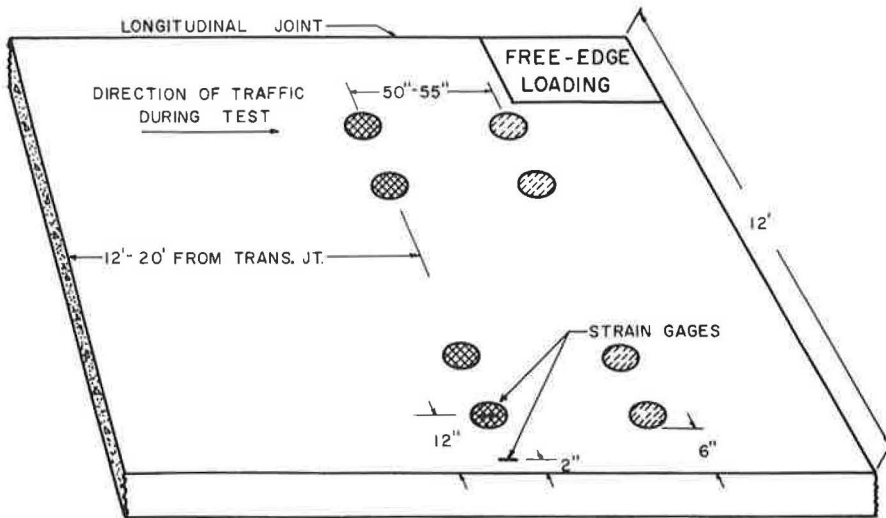 LONGITUDINAL JOINT
FREE-EDGE
LOADING
DIRECTION OF TRAFFIC
DURING TEST
50"-55"
12'
12'-20' FROM TRANS. JT.
STRAIN GAGES
12"
2"
6"